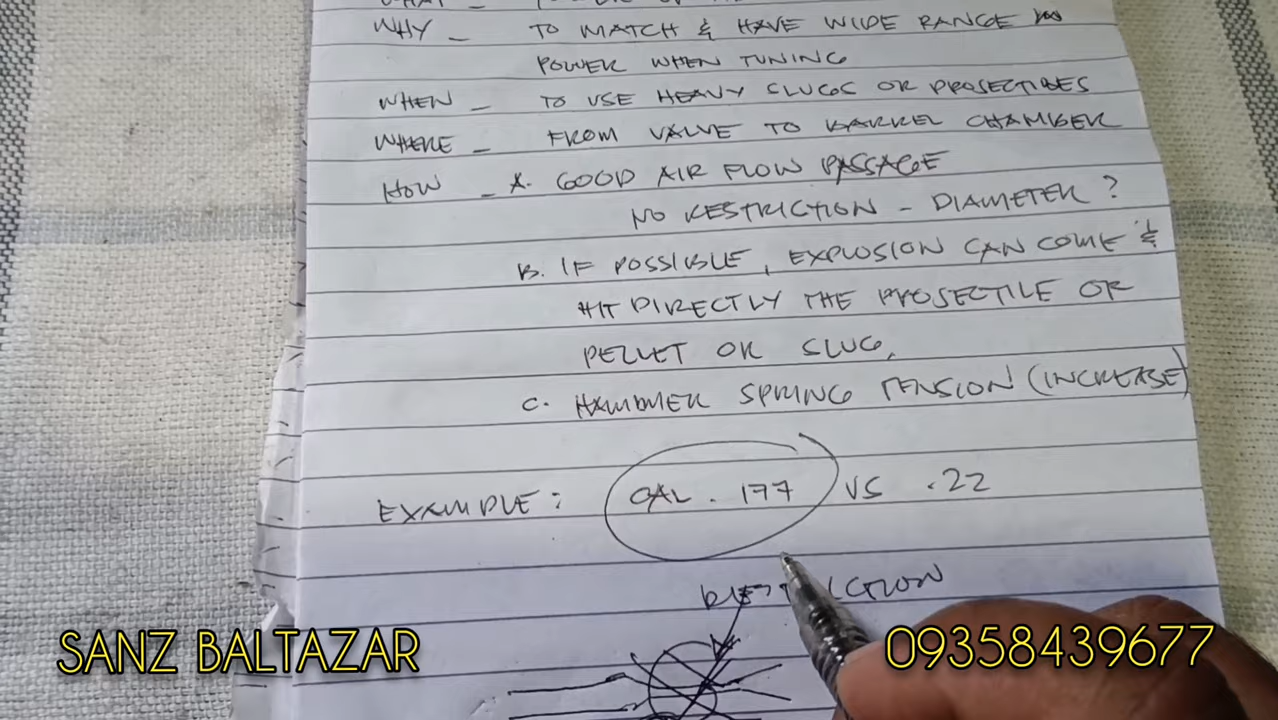 WHY - TO MATCH & HAVE WIDE RANGE
POWER WHEN TUNING
WHEN - TO USE HEAVY SLUGS OR PROSECTIDES
WHERE - FROM VALVE TO BARREL CHAMBER
HOW - A. GOOD AIR FLOW PASSAGE
NO RESTRICTION - DIAMETER ?
B. IF POSSIBLE, EXPLOSION CAN COME &
HIT DIRECTLY THE PROSECTILE OR
PELLET OR SLUG,
C. HAMMER SPRING TENSION (INCREASE)
EXAMPLE : CAL . 177 VS .22
SANZ BALTAZAR
09358439677